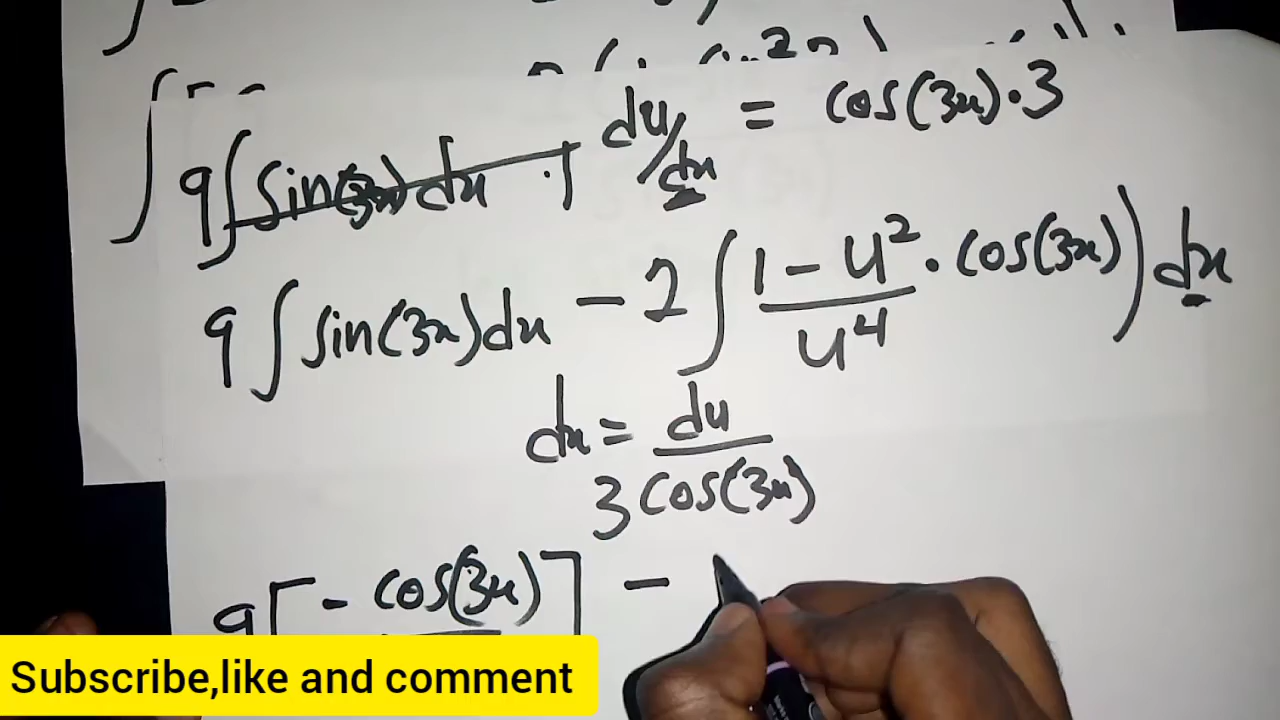 du/dx = cos(3x)·3
9∫sin(3x)dx · 1
9∫sin(3x)dx - 2∫(1-u²/u⁴ · cos(3x))dx
dx = du/3cos(3x)
9[-cos(3x)] -
Subscribe,like and comment